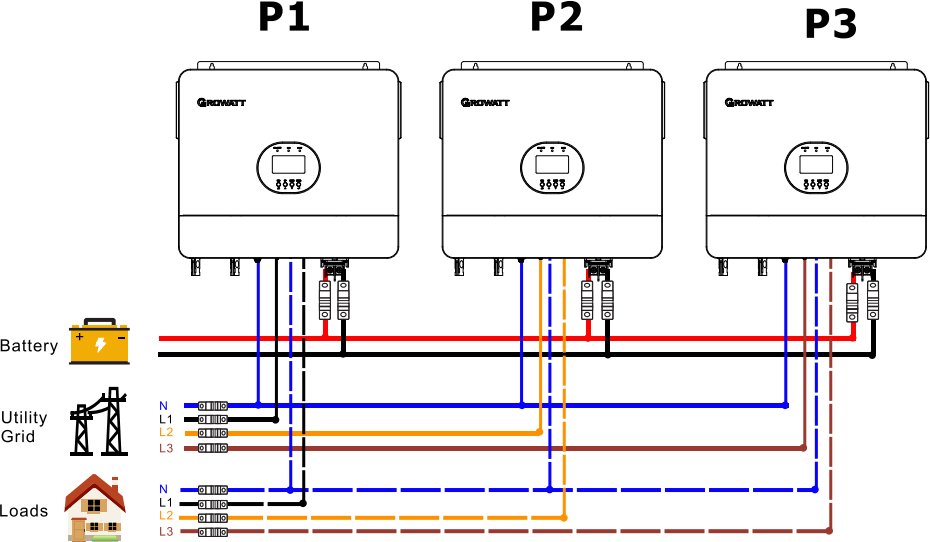 P1
P2
P3
GROWATT
GROWATT
GROWATT
Battery
+ −
Utility
Grid
N
L1
L2
L3
Loads
N
L1
L2
L3